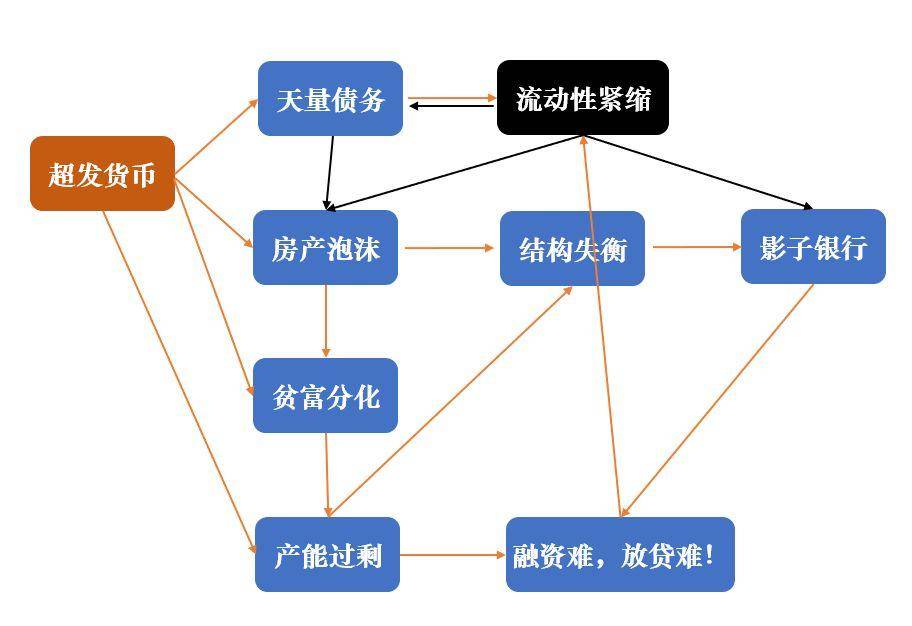 天量债务
流动性紧缩
超发货币
房产泡沫
结构失衡
影子银行
贫富分化
产能过剩
融资难，放贷难！